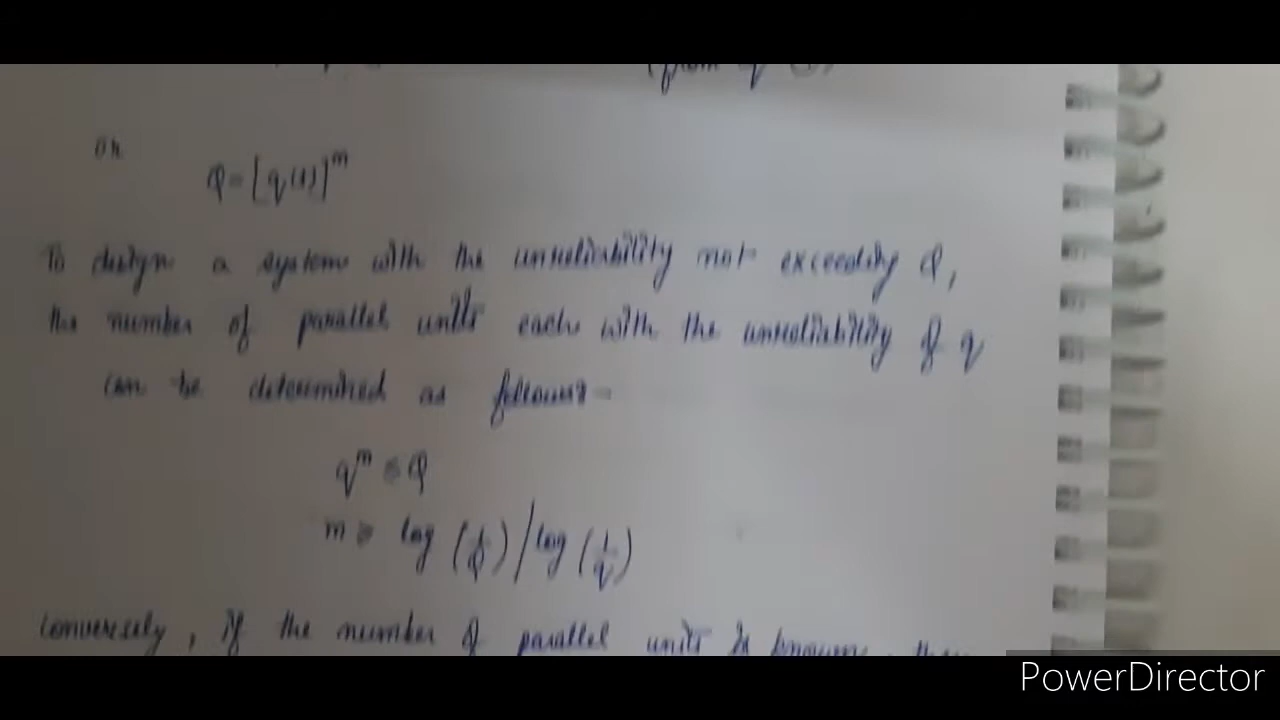 (from
or
Q = [q(t)]^m
To design a system with the unreliability not exceeding Q,
the number of parallel units each with the unreliability of q
can be determined as follows-
q^m ≤ Q
m ≥ log (1/Q) / log (1/q)
conversely, if the number of parallel units is known, then
PowerDirector